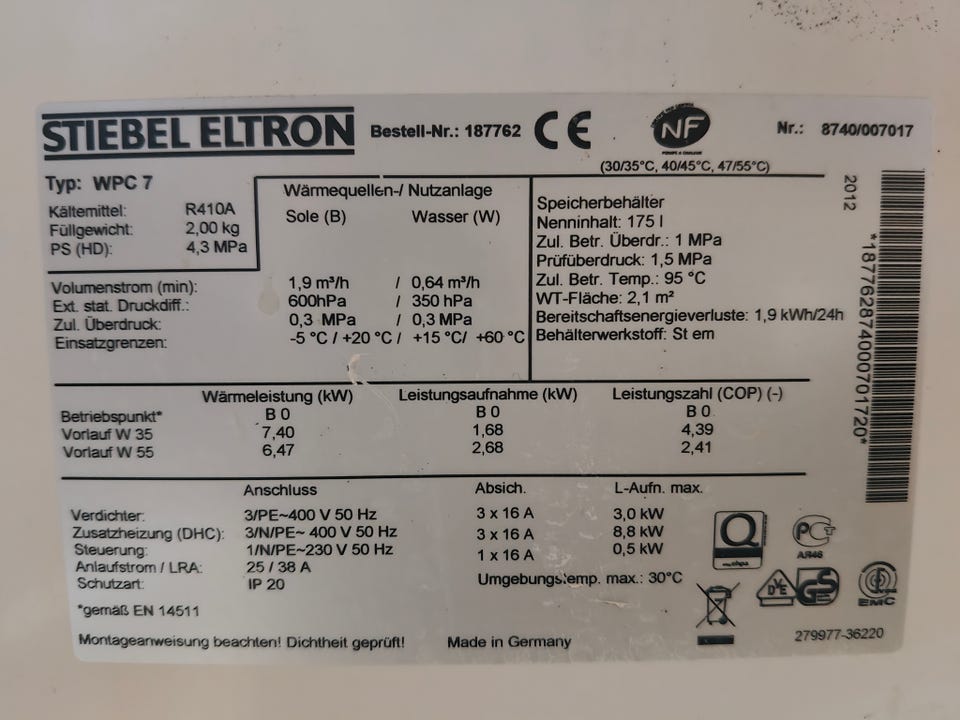 STIEBEL ELTRON Bestell-Nr.: 187762 CE NF Nr.: 8740/007017
(30/35°C, 40/45°C, 47/55°C)
Typ: WPC 7
Kältemittel: R410A
Füllgewicht: 2,00 kg
PS (HD): 4,3 MPa
Wärmequellen-/ Nutzanlage
Sole (B) Wasser (W)
Volumenstrom (min): 1,9 m³/h / 0,64 m³/h
Ext. stat. Druckdiff.: 600hPa / 350 hPa
Zul. Überdruck: 0,3 MPa / 0,3 MPa
Einsatzgrenzen: -5 °C / +20 °C / +15 °C/ +60 °C
Speicherbehälter
Nenninhalt: 175 l
Zul. Betr. Überdr.: 1 MPa
Prüfüberdruck: 1,5 MPa
Zul. Betr. Temp.: 95 °C
WT-Fläche: 2,1 m²
Bereitschaftsenergieverluste: 1,9 kWh/24h
Behälterwerkstoff: St em
2012
*1877628740007017​20*
Wärmeleistung (kW) Leistungsaufnahme (kW) Leistungszahl (COP) (-)
Betriebspunkt* B 0 B 0 B 0
Vorlauf W 35 7,40 1,68 4,39
Vorlauf W 55 6,47 2,68 2,41
Anschluss Absich. L-Aufn. max.
Verdichter: 3/PE~400 V 50 Hz 3 x 16 A 3,0 kW
Zusatzheizung (DHC): 3/N/PE~ 400 V 50 Hz 3 x 16 A 8,8 kW
Steuerung: 1/N/PE~230 V 50 Hz 1 x 16 A 0,5 kW
Anlaufstrom / LRA: 25 / 38 A
Schutzart: IP 20
Umgebungstemp. max.: 30°C
*gemäß EN 14511
Montageanweisung beachten! Dichtheit geprüft! Made in Germany
Q
PCT
AR46
DVE
GS
EMC
279977-36220